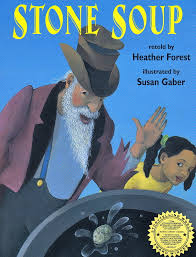 STONE SOUP
retold by
Heather Forest
illustrated by
Susan Gaber